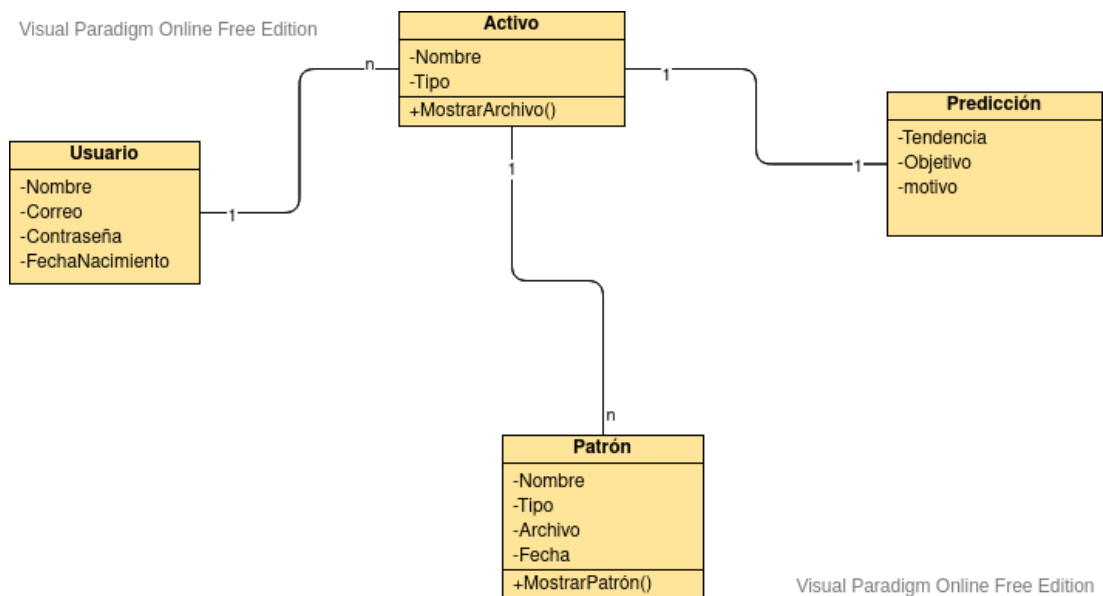 Visual Paradigm Online Free Edition
Activo
-Nombre
-Tipo
+MostrarArchivo()
n
1
1
Predicción
-Tendencia
-Objetivo
-motivo
1
Usuario
-Nombre
-Correo
-Contraseña
-FechaNacimiento
1
n
Patrón
-Nombre
-Tipo
-Archivo
-Fecha
+MostrarPatrón()
Visual Paradigm Online Free Edition